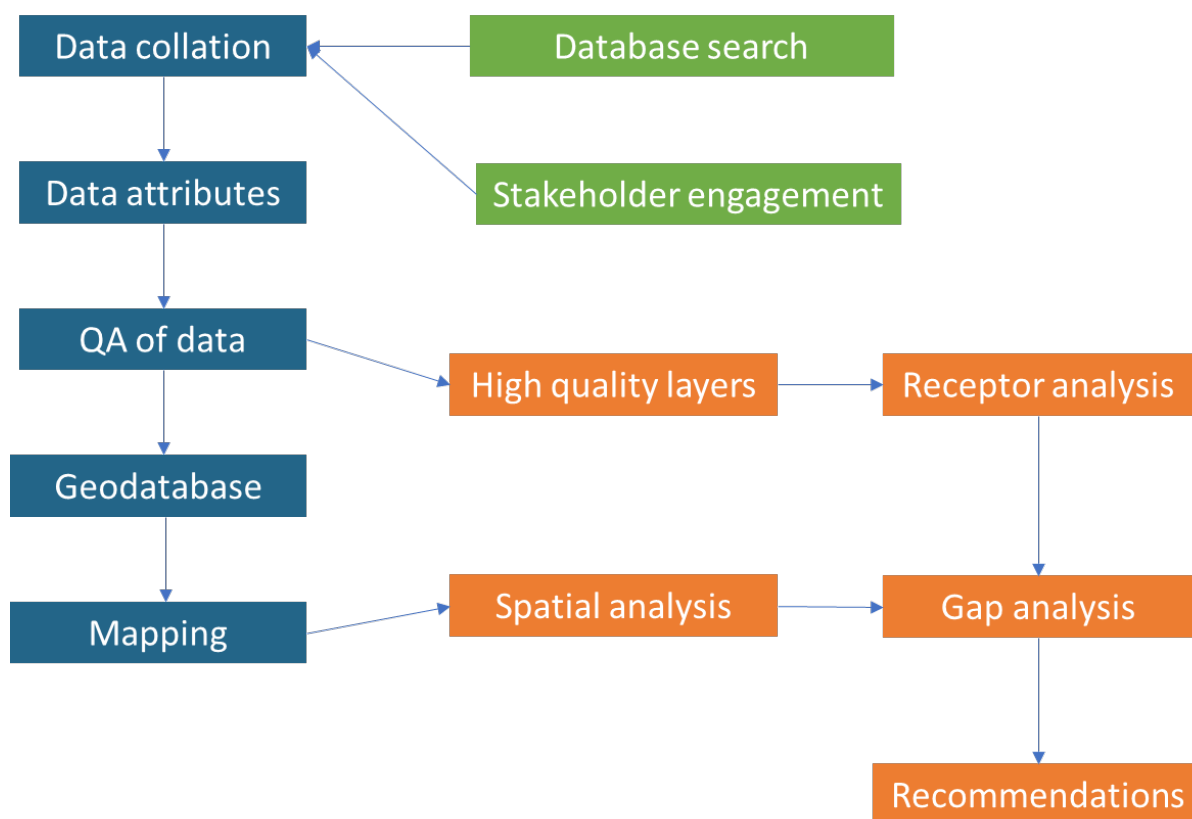 Data collation
Database search
Data attributes
Stakeholder engagement
QA of data
High quality layers
Receptor analysis
Geodatabase
Mapping
Spatial analysis
Gap analysis
Recommendations